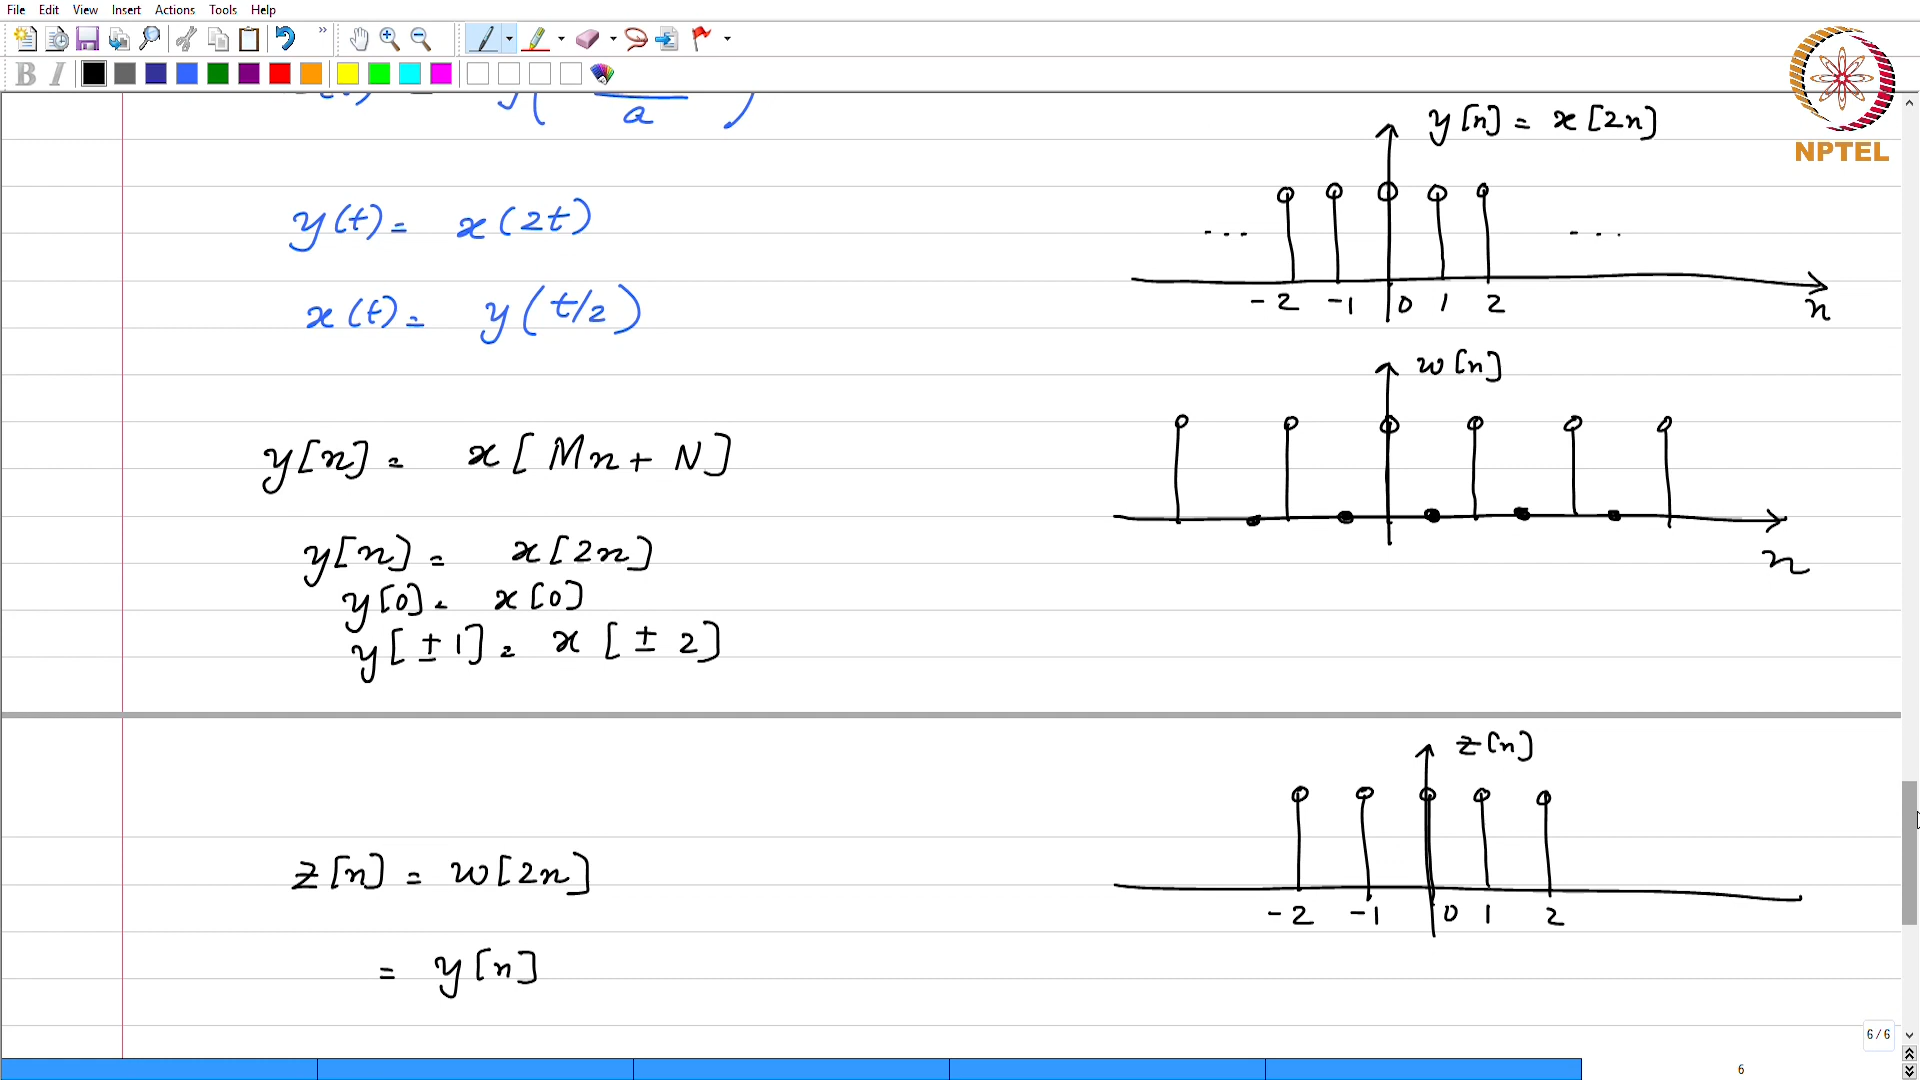 File Edit View Insert Actions Tools Help
B I
NPTEL
a
y(t) = x(2t)
x(t) = y(t/2)
y[n] = x[Mn + N]
y[n] = x[2n]
y[0] = x[0]
y[±1] = x[±2]
z[n] = w[2n]
= y[n]
y[n] = x[2n]
... ...
-2 -1 0 1 2
n
w[n]
n
z[n]
-2 -1 0 1 2
6 / 6
6